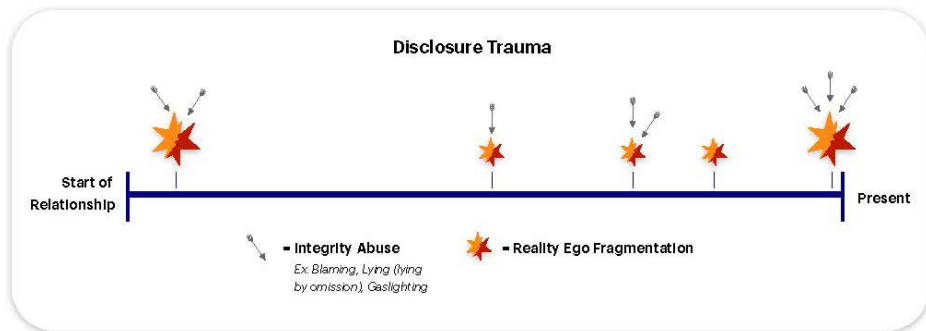 Disclosure Trauma
Start of
Relationship
Present
- Integrity Abuse
Ex. Blaming, Lying (lying
by omission), Gaslighting
- Reality Ego Fragmentation